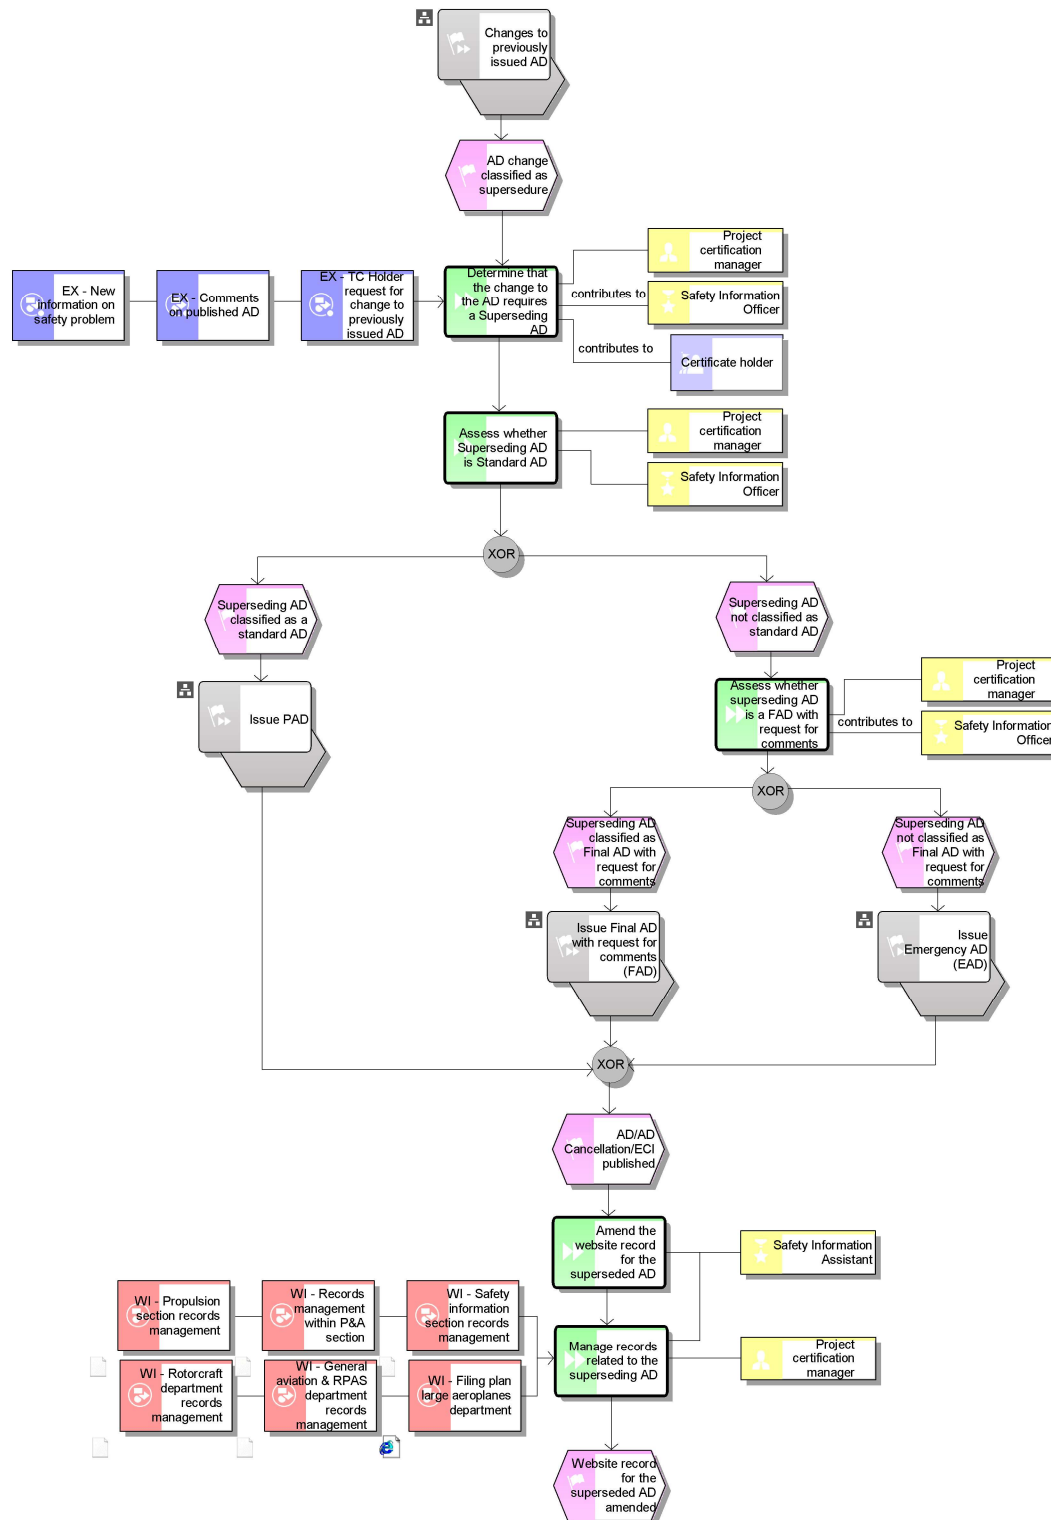 Changes to
previously
issued AD
AD change
classified as
supersedure
EX - New
information on
safety problem
EX - Comments
on published AD
EX - TC Holder
request for
change to
previously
issued AD
Determine that
the change to
the AD requires
a Superseding
AD
Project
certification
manager
contributes to
Safety Information
Officer
contributes to
Certificate holder
Assess whether
Superseding AD
is Standard AD
Project
certification
manager
Safety Information
Officer
XOR
Superseding AD
classified as a
standard AD
Superseding AD
not classified as
standard AD
Issue PAD
Assess whether
superseding AD
is a FAD with
request for
comments
Project
certification
manager
contributes to
Safety Information
Officer
XOR
Superseding AD
classified as
Final AD with
request for
comments
Superseding AD
not classified as
Final AD with
request for
comments
Issue Final AD
with request for
comments
(FAD)
Issue
Emergency AD
(EAD)
XOR
AD/AD
Cancellation/ECI
published
Amend the
website record
for the
superseded AD
Safety Information
Assistant
WI - Propulsion
section records
management
WI - Records
management
within P&A
section
WI - Safety
information
section records
management
Manage records
related to the
superseding AD
Project
certification
manager
WI - Rotorcraft
department
records
management
WI - General
aviation & RPAS
department
records
management
WI - Filing plan
large aeroplanes
department
Website record
for the
superseded AD
amended